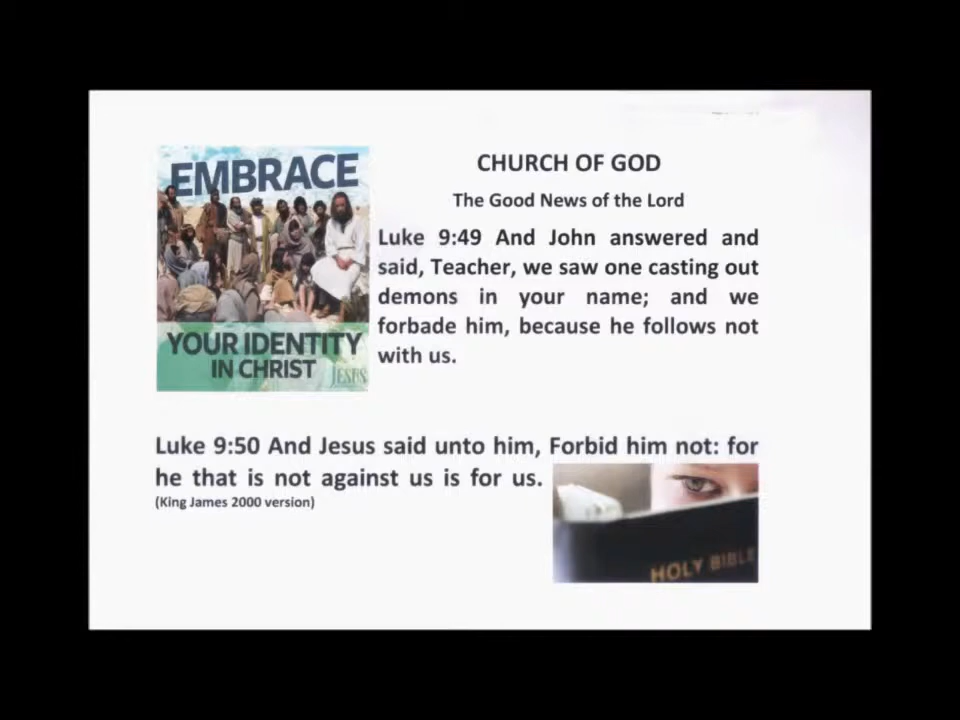 EMBRACE
YOUR IDENTITY
IN CHRIST
JESUS
CHURCH OF GOD
The Good News of the Lord
Luke 9:49 And John answered and
said, Teacher, we saw one casting out
demons in your name; and we
forbade him, because he follows not
with us.
Luke 9:50 And Jesus said unto him, Forbid him not: for
he that is not against us is for us.
(King James 2000 version)
HOLY BIBLE